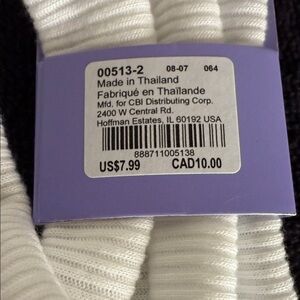 00513-2 08-07 064
Made in Thailand
Fabriqué en Thaïlande
Mfd. for CBI Distributing Corp.
2400 W Central Rd.
Hoffman Estates, IL 60192 USA
888711005138
US$7.99 CAD10.00